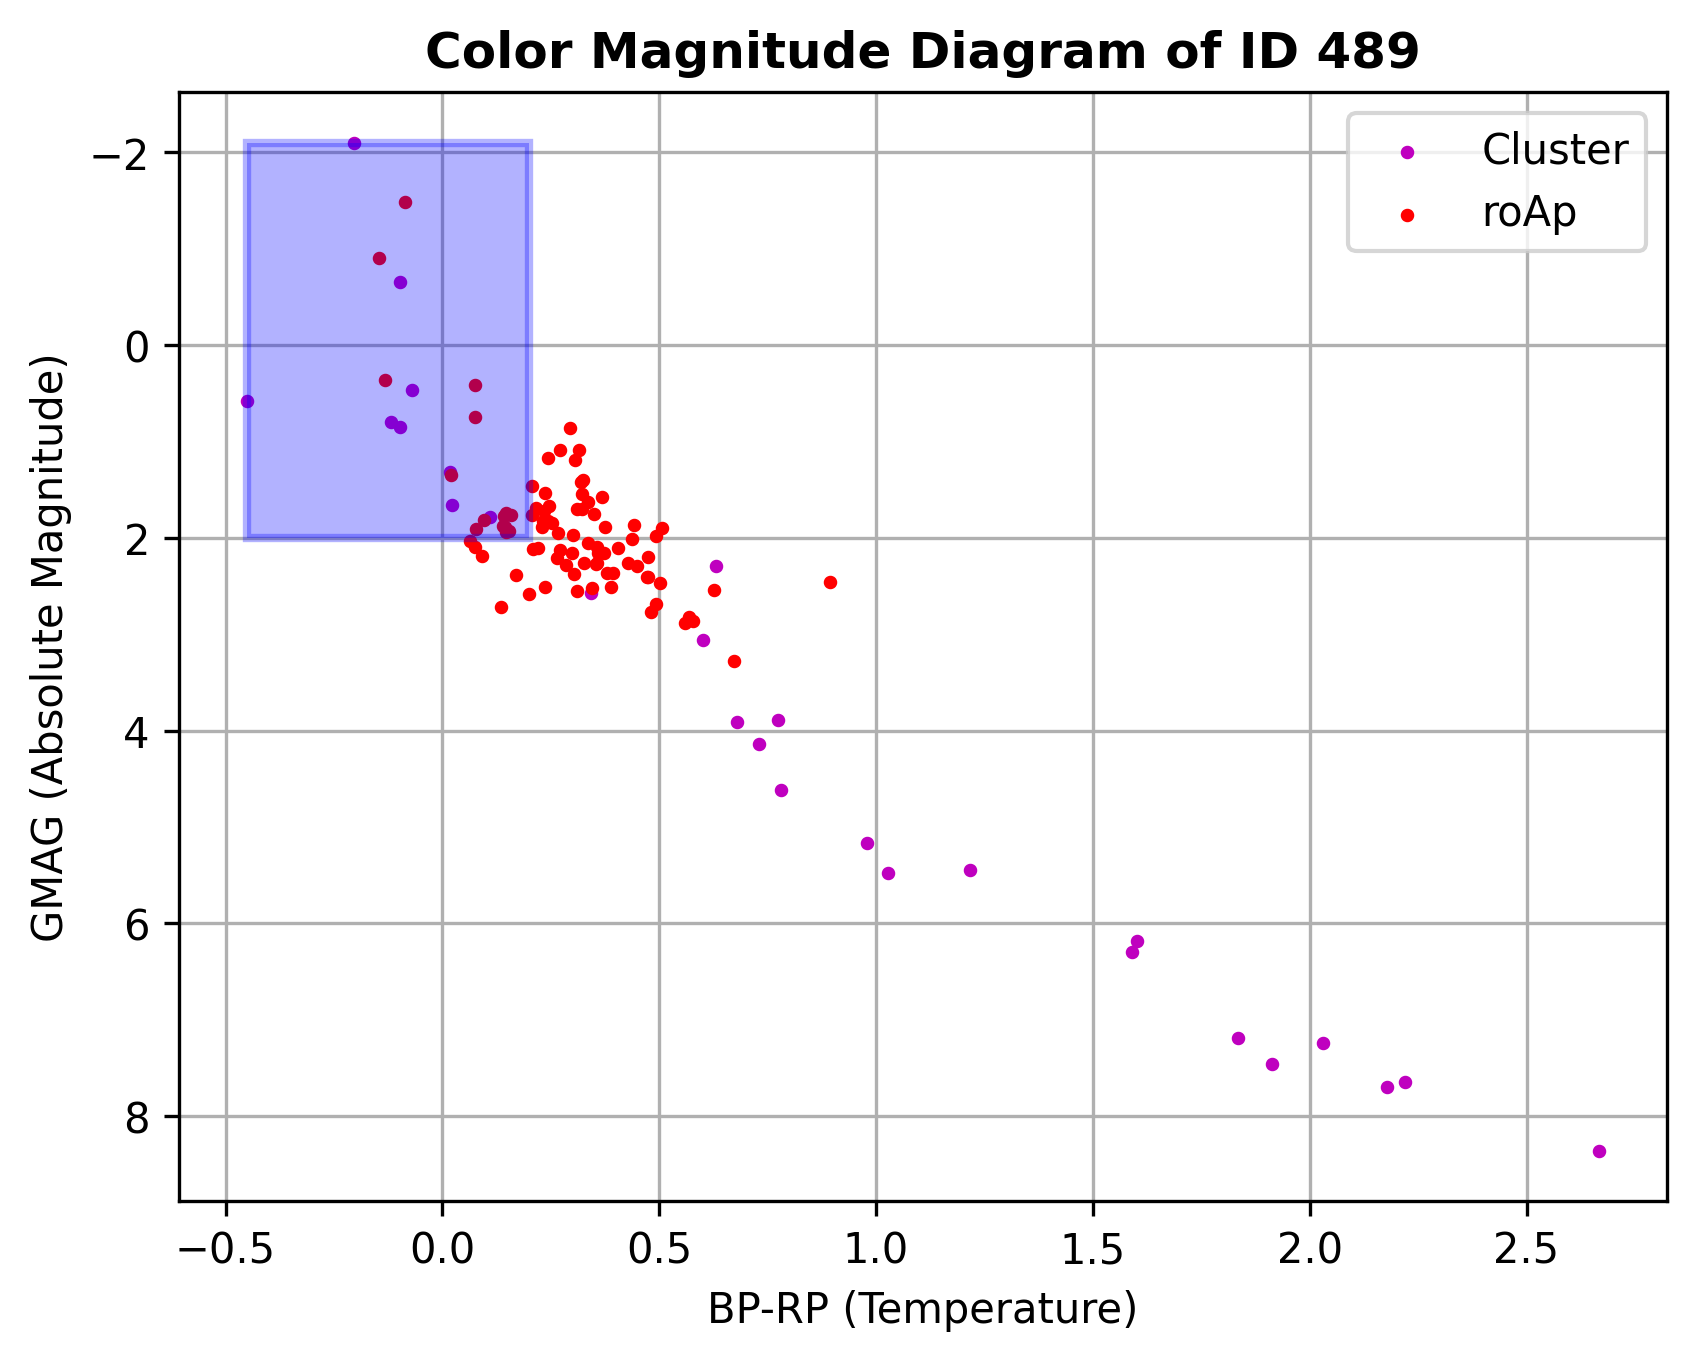 Color Magnitude Diagram of ID 489
Cluster
roAp
GMAG (Absolute Magnitude)
−2
0
2
4
6
8
−0.5 0.0 0.5 1.0 1.5 2.0 2.5
BP-RP (Temperature)